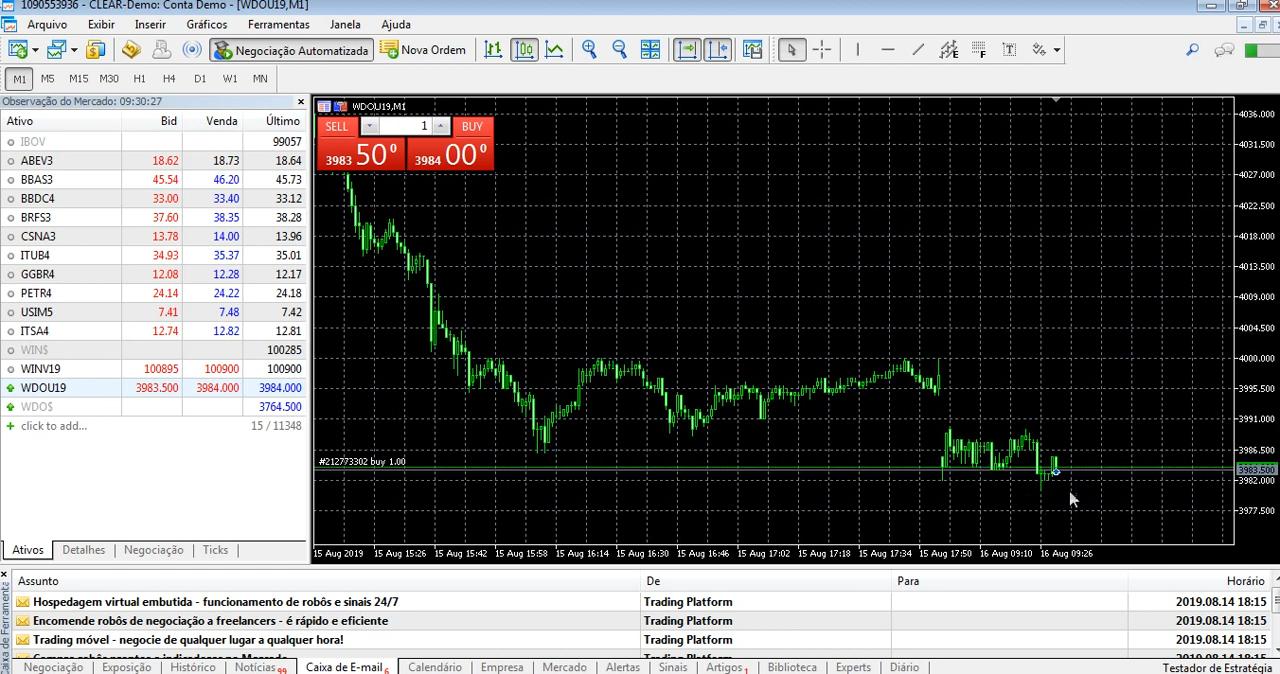 1090553936 - CLEAR-Demo: Conta Demo - [WDOU19,M1]
Arquivo Exibir Inserir Gráficos Ferramentas Janela Ajuda
Negociação Automatizada Nova Ordem
M1 M5 M15 M30 H1 H4 D1 W1 MN
Observação do Mercado: 09:30:27
Ativo Bid Venda Último
IBOV 99057
ABEV3 18.62 18.73 18.64
BBAS3 45.54 46.20 45.73
BBDC4 33.00 33.40 33.12
BRFS3 37.60 38.35 38.28
CSNA3 13.78 14.00 13.96
ITUB4 34.93 35.37 35.01
GGBR4 12.08 12.28 12.17
PETR4 24.14 24.22 24.18
USIM5 7.41 7.48 7.42
ITSA4 12.74 12.82 12.81
WIN$ 100285
WINV19 100895 100900 100900
WDOU19 3983.500 3984.000 3984.000
WDO$ 3764.500
click to add... 15 / 11348
Ativos Detalhes Negociação Ticks
WDOU19,M1
SELL 1 BUY
3983 50 0 3984 00 0
#212773302 buy 1.00
4036.000
4031.500
4027.000
4022.500
4018.000
4013.500
4009.000
4004.500
4000.000
3995.500
3991.000
3986.500
3983.500
3982.000
3977.500
15 Aug 2019 15 Aug 15:26 15 Aug 15:42 15 Aug 15:58 15 Aug 16:14 15 Aug 16:30 15 Aug 16:46 15 Aug 17:02 15 Aug 17:18 15 Aug 17:34 15 Aug 17:50 16 Aug 09:10 16 Aug 09:26
Assunto De Para Horário
Hospedagem virtual embutida - funcionamento de robôs e sinais 24/7 Trading Platform 2019.08.14 18:15
Encomende robôs de negociação a freelancers - é rápido e eficiente Trading Platform 2019.08.14 18:15
Trading móvel - negocie de qualquer lugar a qualquer hora! Trading Platform 2019.08.14 18:15
Caixa de Ferramenta
Negociação Exposição Histórico Notícias 99 Caixa de E-mail 6 Calendário Empresa Mercado Alertas Sinais Artigos 1 Biblioteca Experts Diário Testador de Estratégia